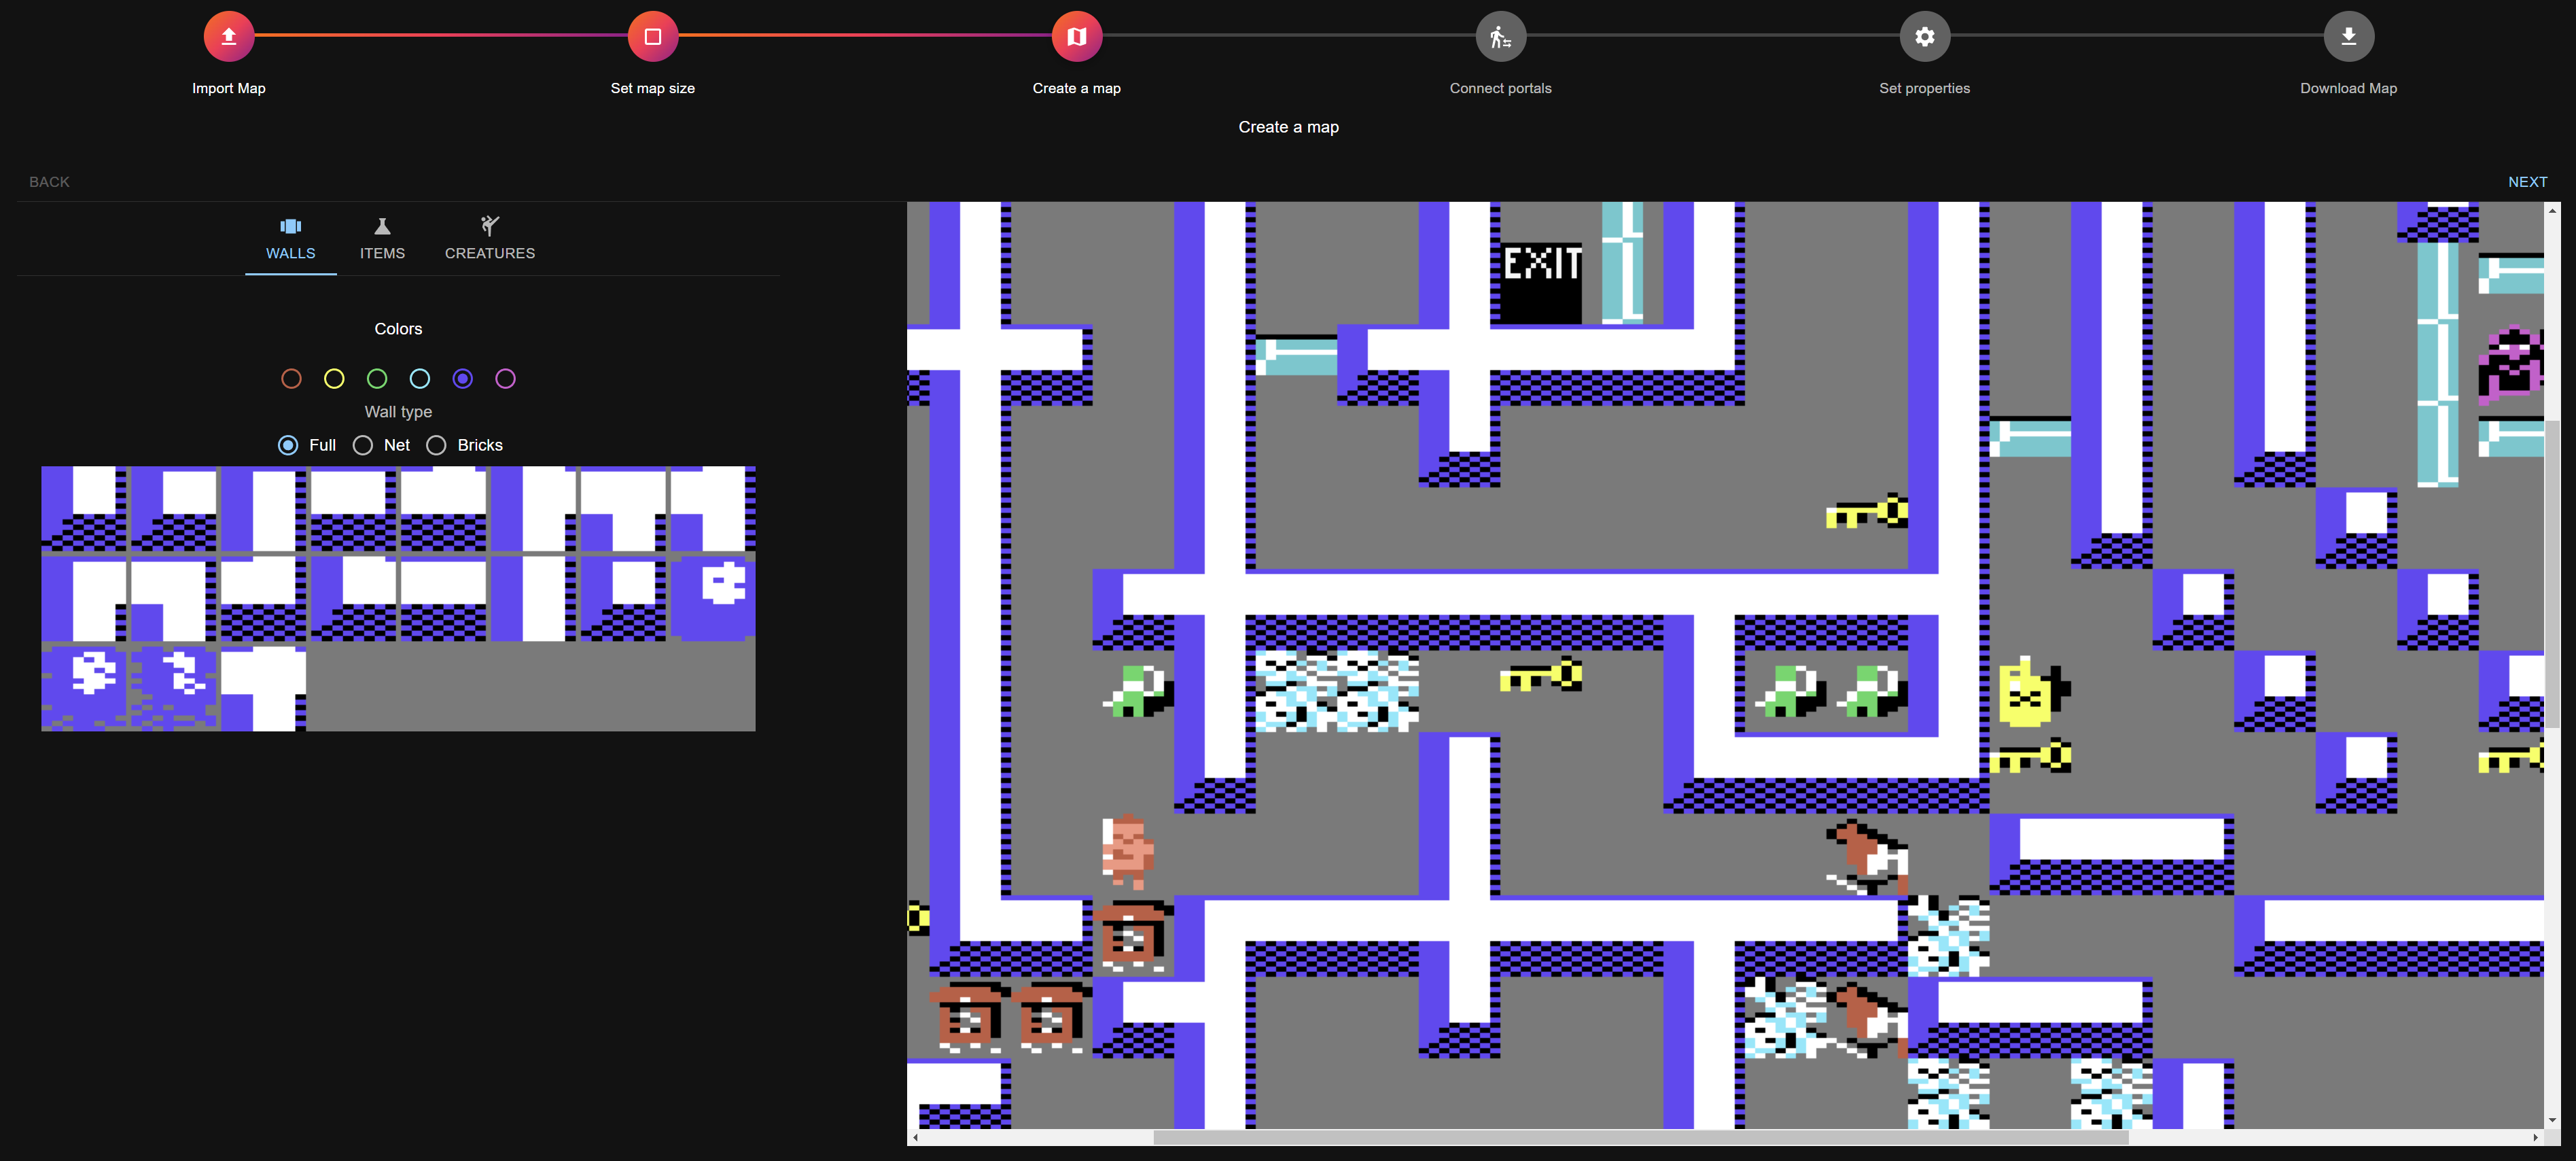 Import Map
Set map size
Create a map
Connect portals
Set properties
Download Map
Create a map
BACK
NEXT
WALLS
ITEMS
CREATURES
Colors
Wall type
Full
Net
Bricks
EXIT